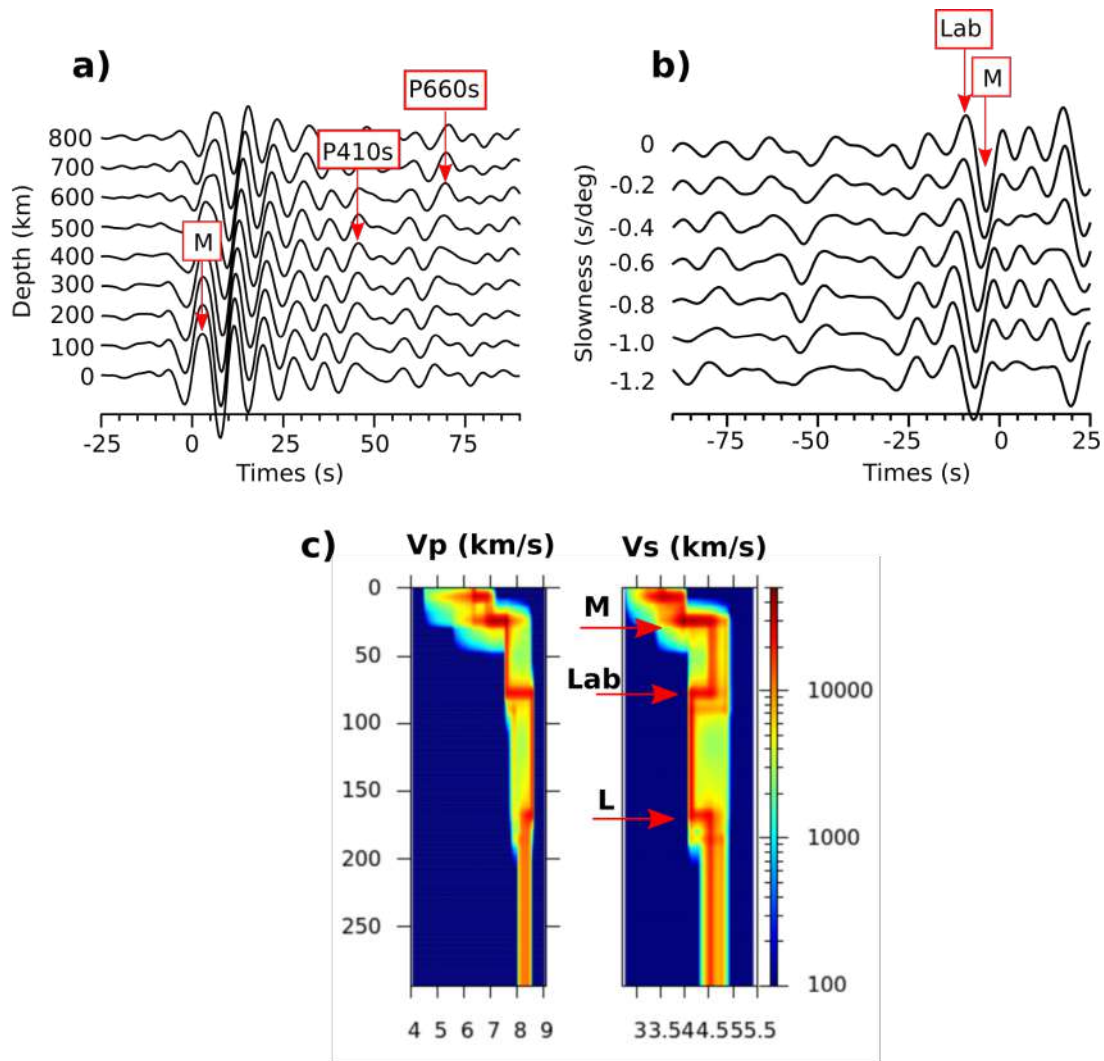 a)
M
P410s
P660s
Depth (km)
800
700
600
500
400
300
200
100
0
-25 0 25 50 75
Times (s)
b)
Lab
M
Slowness (s/deg)
0
-0.2
-0.4
-0.6
-0.8
-1.0
-1.2
-75 -50 -25 0 25
Times (s)
c)
Vp (km/s)
Vs (km/s)
0
50
100
150
200
250
M
Lab
L
4 5 6 7 8 9
33.544.555.5
10000
1000
100